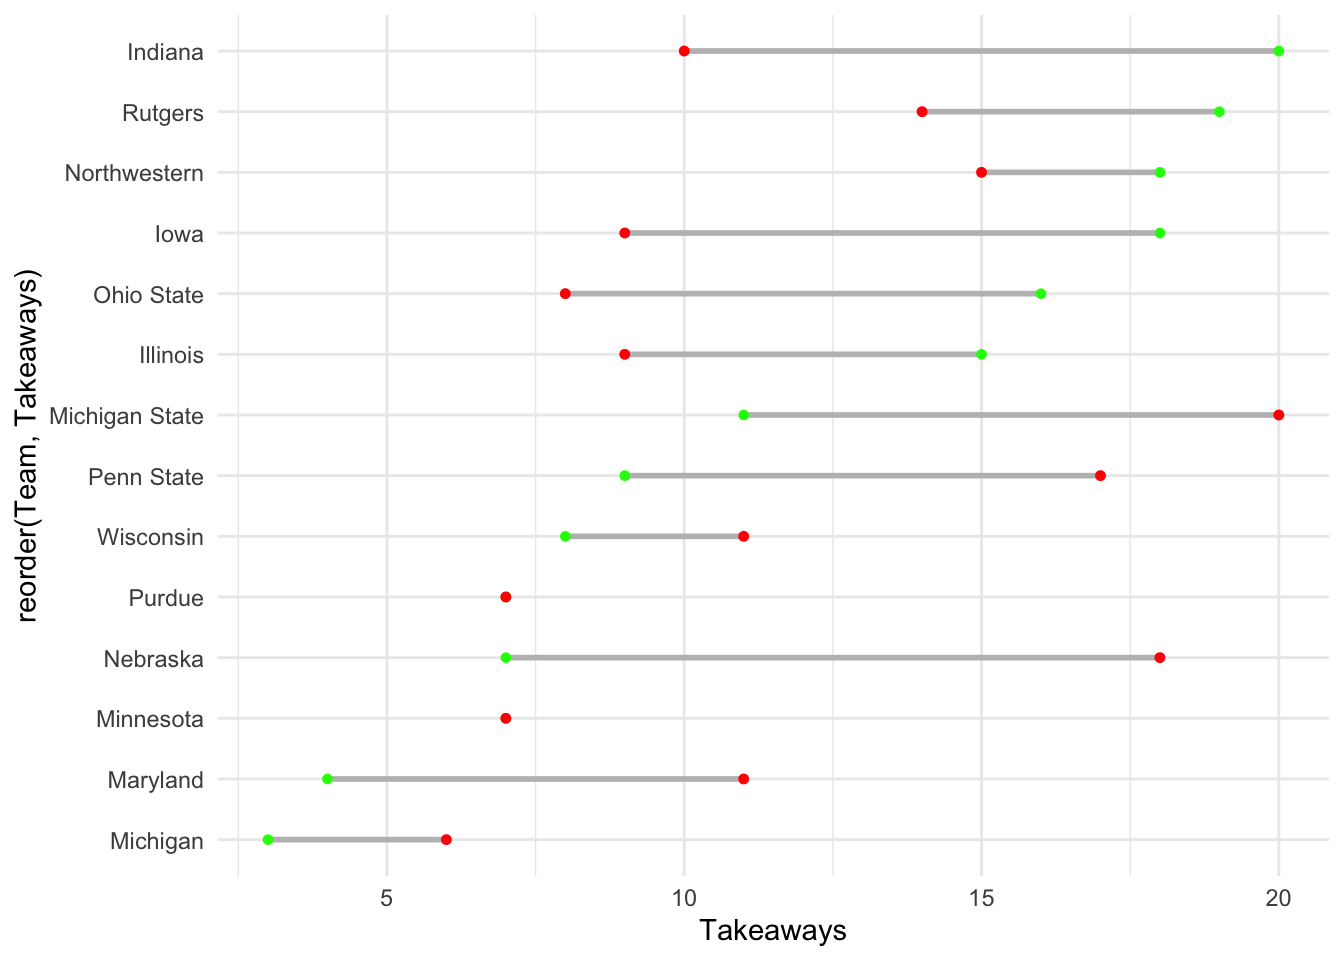 Indiana
Rutgers
Northwestern
Iowa
Ohio State
Illinois
Michigan State
Penn State
Wisconsin
Purdue
Nebraska
Minnesota
Maryland
Michigan
reorder(Team, Takeaways)
5 10 15 20
Takeaways